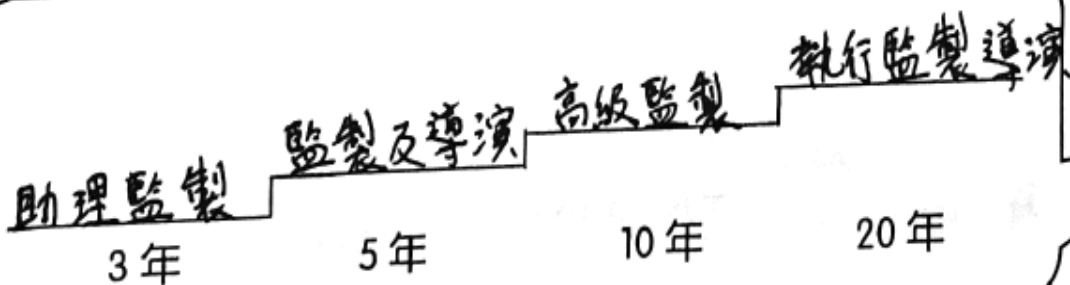 助理監製
監製及導演
高級監製
執行監製導演
3年
5年
10年
20年